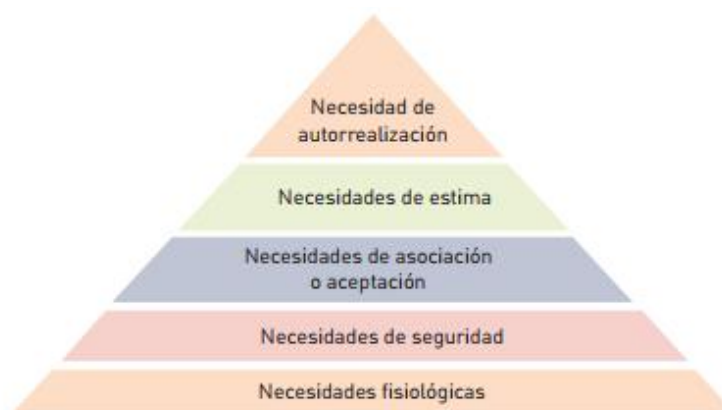 Necesidad de
autorrealización
Necesidades de estima
Necesidades de asociación
o aceptación
Necesidades de seguridad
Necesidades fisiológicas